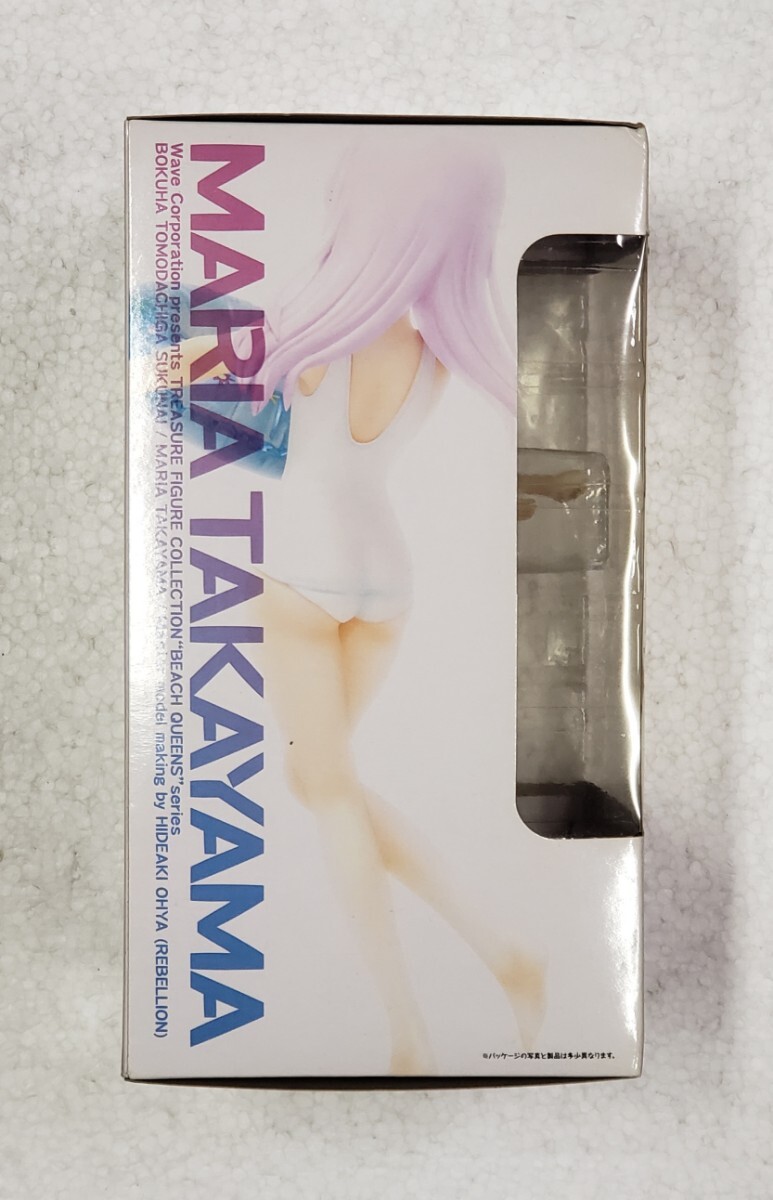 MARIA TAKAYAMA
Wave Corporation presents TREASURE FIGURE COLLECTION "BEACH QUEENS" series
BOKUHA TOMODACHIGA SUKUNAI / MARIA TAKAYAMA / Master model making by HIDEAKI OHYA (REBELLION)
※パッケージの写真と製品は多少異なります。